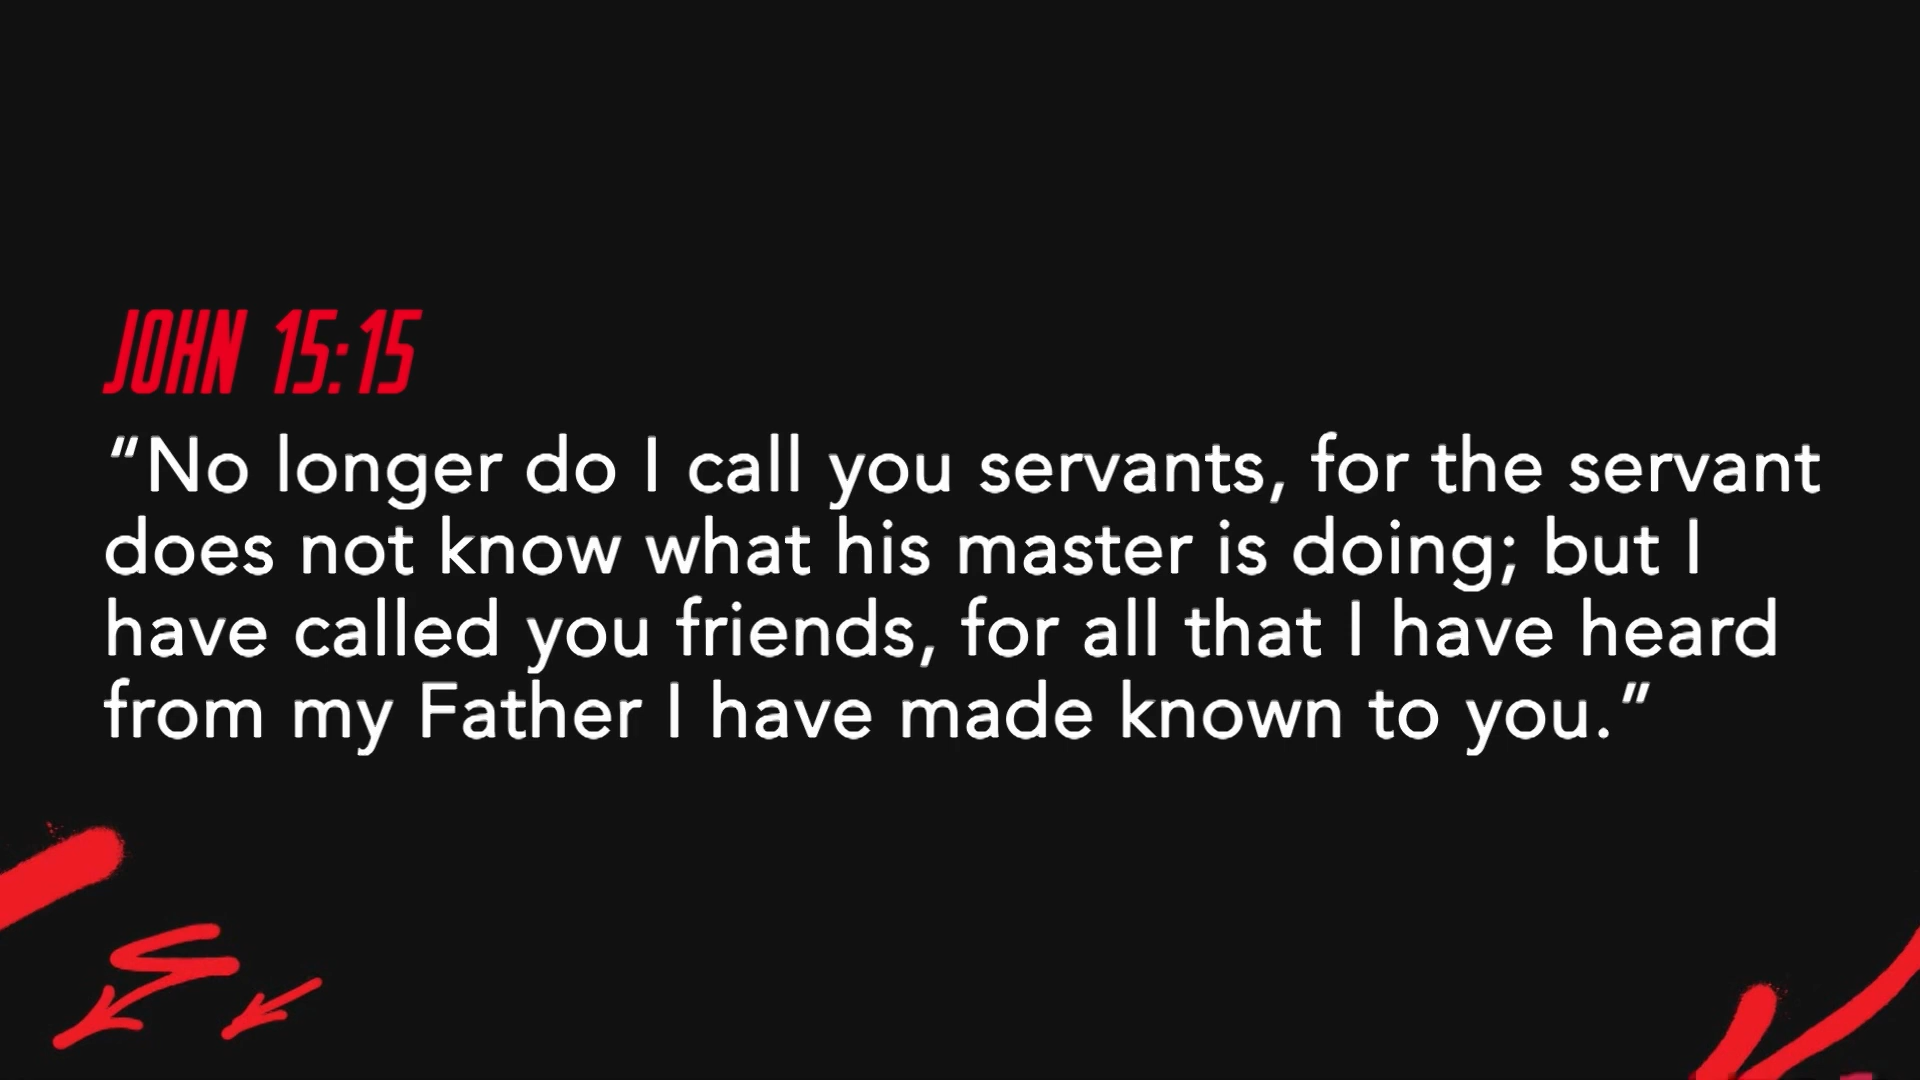 JOHN 15:15
“No longer do I call you servants, for the servant
does not know what his master is doing; but I
have called you friends, for all that I have heard
from my Father I have made known to you.”